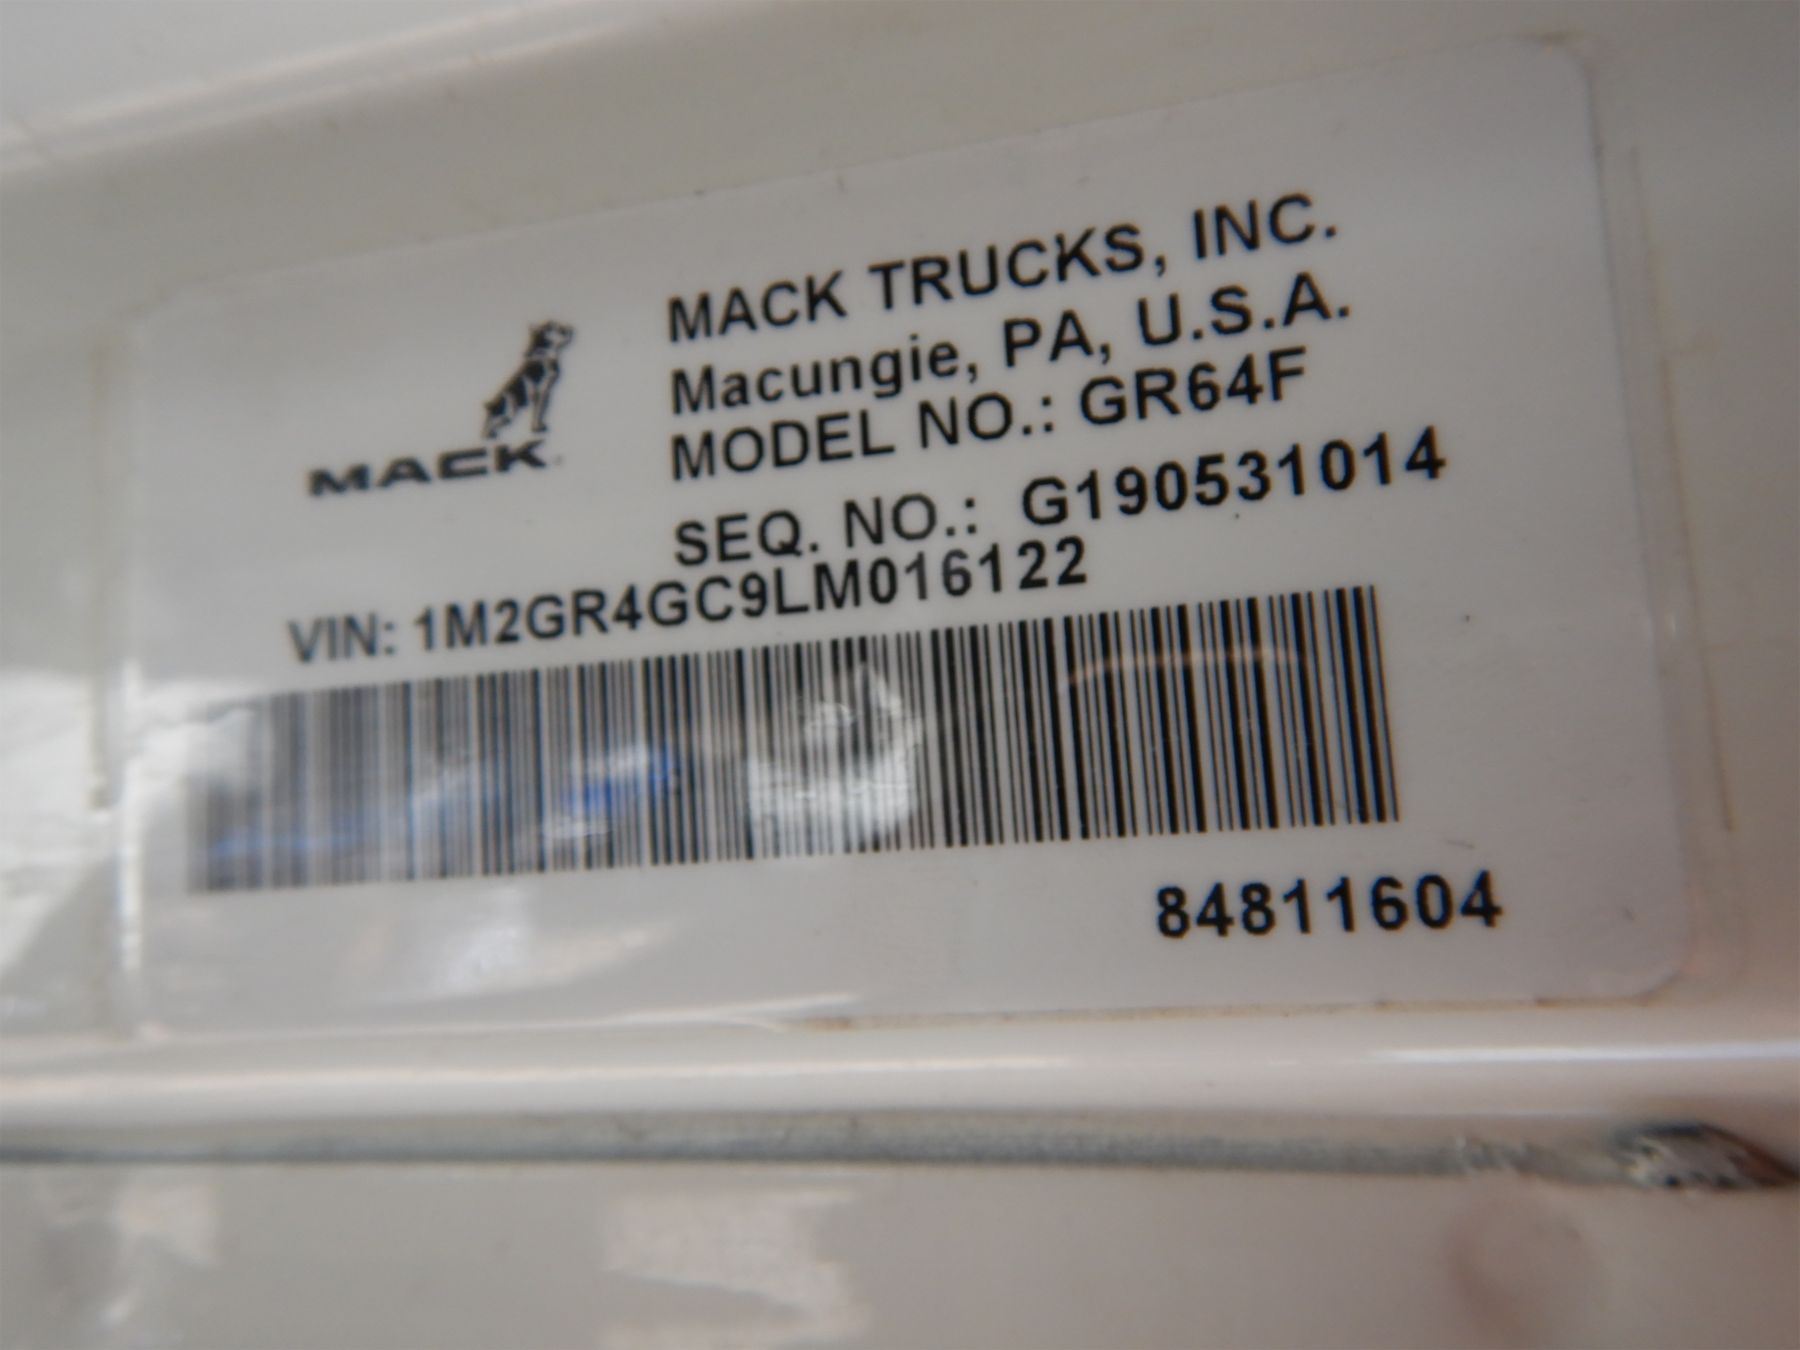 MACK TRUCKS, INC.
Macungie, PA, U.S.A.
MODEL NO.: GR64F
MACK
SEQ. NO.: G190531014
VIN: 1M2GR4GC9LM016122
84811604